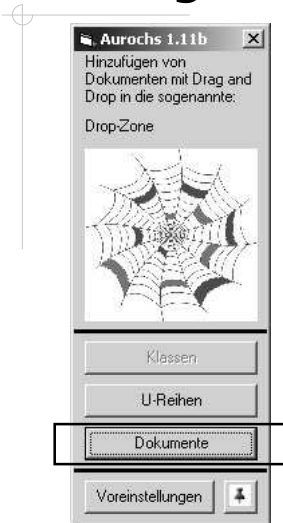 Aurochs 1.11b
Hinzufügen von
Dokumenten mit Drag and
Drop in die sogenannte:
Drop-Zone
Klassen
U-Reihen
Dokumente
Voreinstellungen